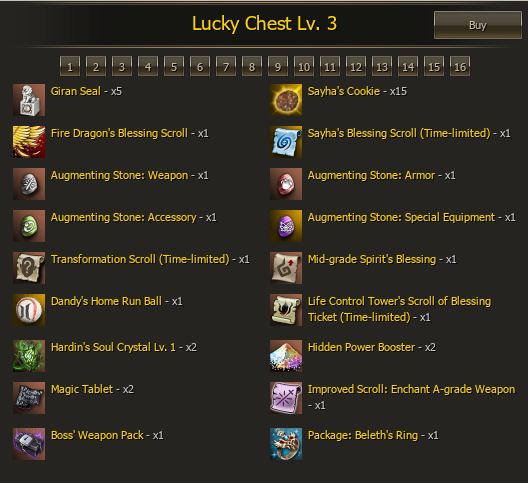 Lucky Chest Lv. 3
Buy
1 2 3 4 5 6 7 8 9 10 11 12 13 14 15 16
Giran Seal - x5
Sayha's Cookie - x15
Fire Dragon's Blessing Scroll - x1
Sayha's Blessing Scroll (Time-limited) - x1
Augmenting Stone: Weapon - x1
Augmenting Stone: Armor - x1
Augmenting Stone: Accessory - x1
Augmenting Stone: Special Equipment - x1
Transformation Scroll (Time-limited) - x1
Mid-grade Spirit's Blessing - x1
Dandy's Home Run Ball - x1
Life Control Tower's Scroll of Blessing
Ticket (Time-limited) - x1
Hardin's Soul Crystal Lv. 1 - x2
Hidden Power Booster - x2
Magic Tablet - x2
Improved Scroll: Enchant A-grade Weapon
- x1
Boss' Weapon Pack - x1
Package: Beleth's Ring - x1